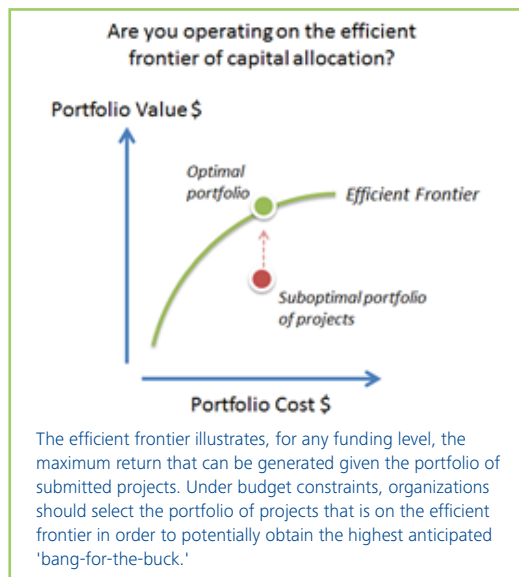 Are you operating on the efficient
frontier of capital allocation?
Portfolio Value $
Optimal
portfolio
Efficient Frontier
Suboptimal portfolio
of projects
Portfolio Cost $
The efficient frontier illustrates, for any funding level, the
maximum return that can be generated given the portfolio of
submitted projects. Under budget constraints, organizations
should select the portfolio of projects that is on the efficient
frontier in order to potentially obtain the highest anticipated
'bang-for-the-buck.'